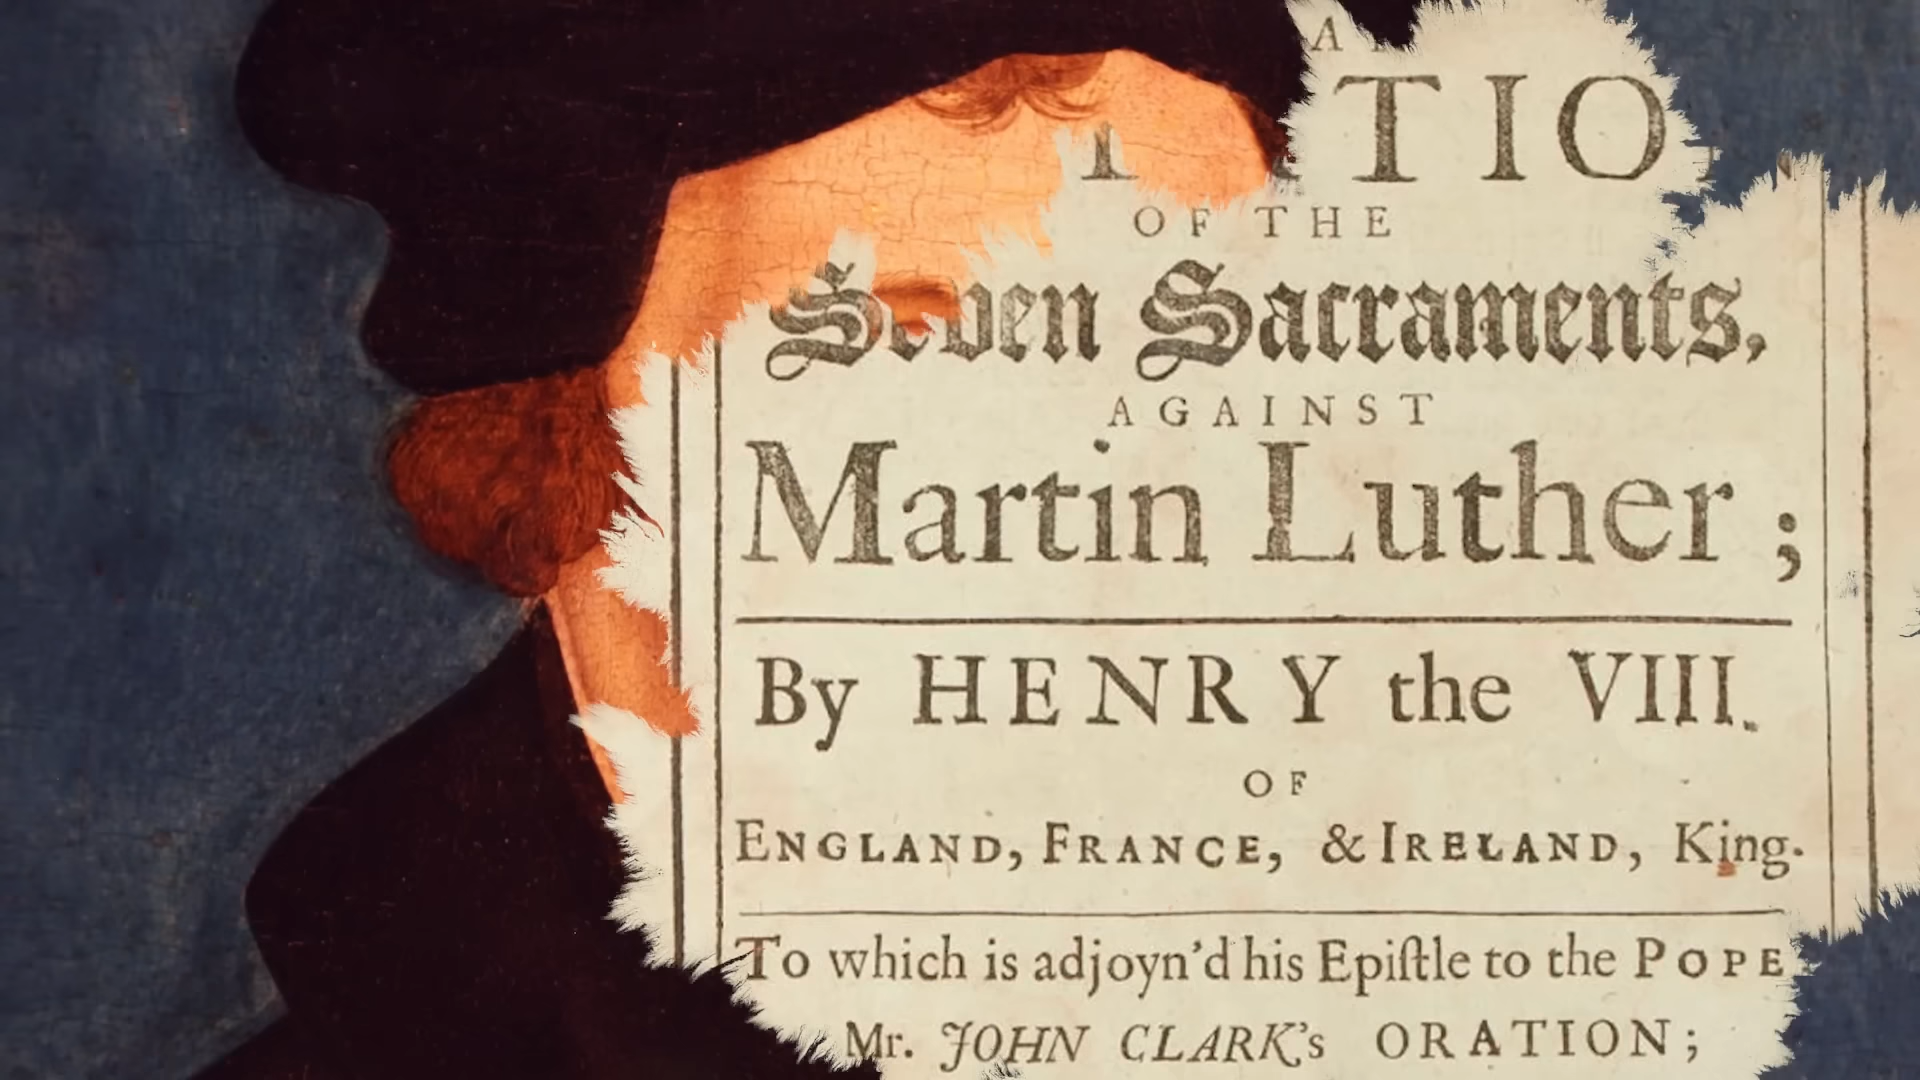 A
TIO
OF THE
Seven Sacraments,
AGAINST
Martin Luther ;
By HENRY the VIII.
OF
ENGLAND, FRANCE, & IRELAND, King.
To which is adjoyn'd his Epiſtle to the POPE
Mr. JOHN CLARK's ORATION ;